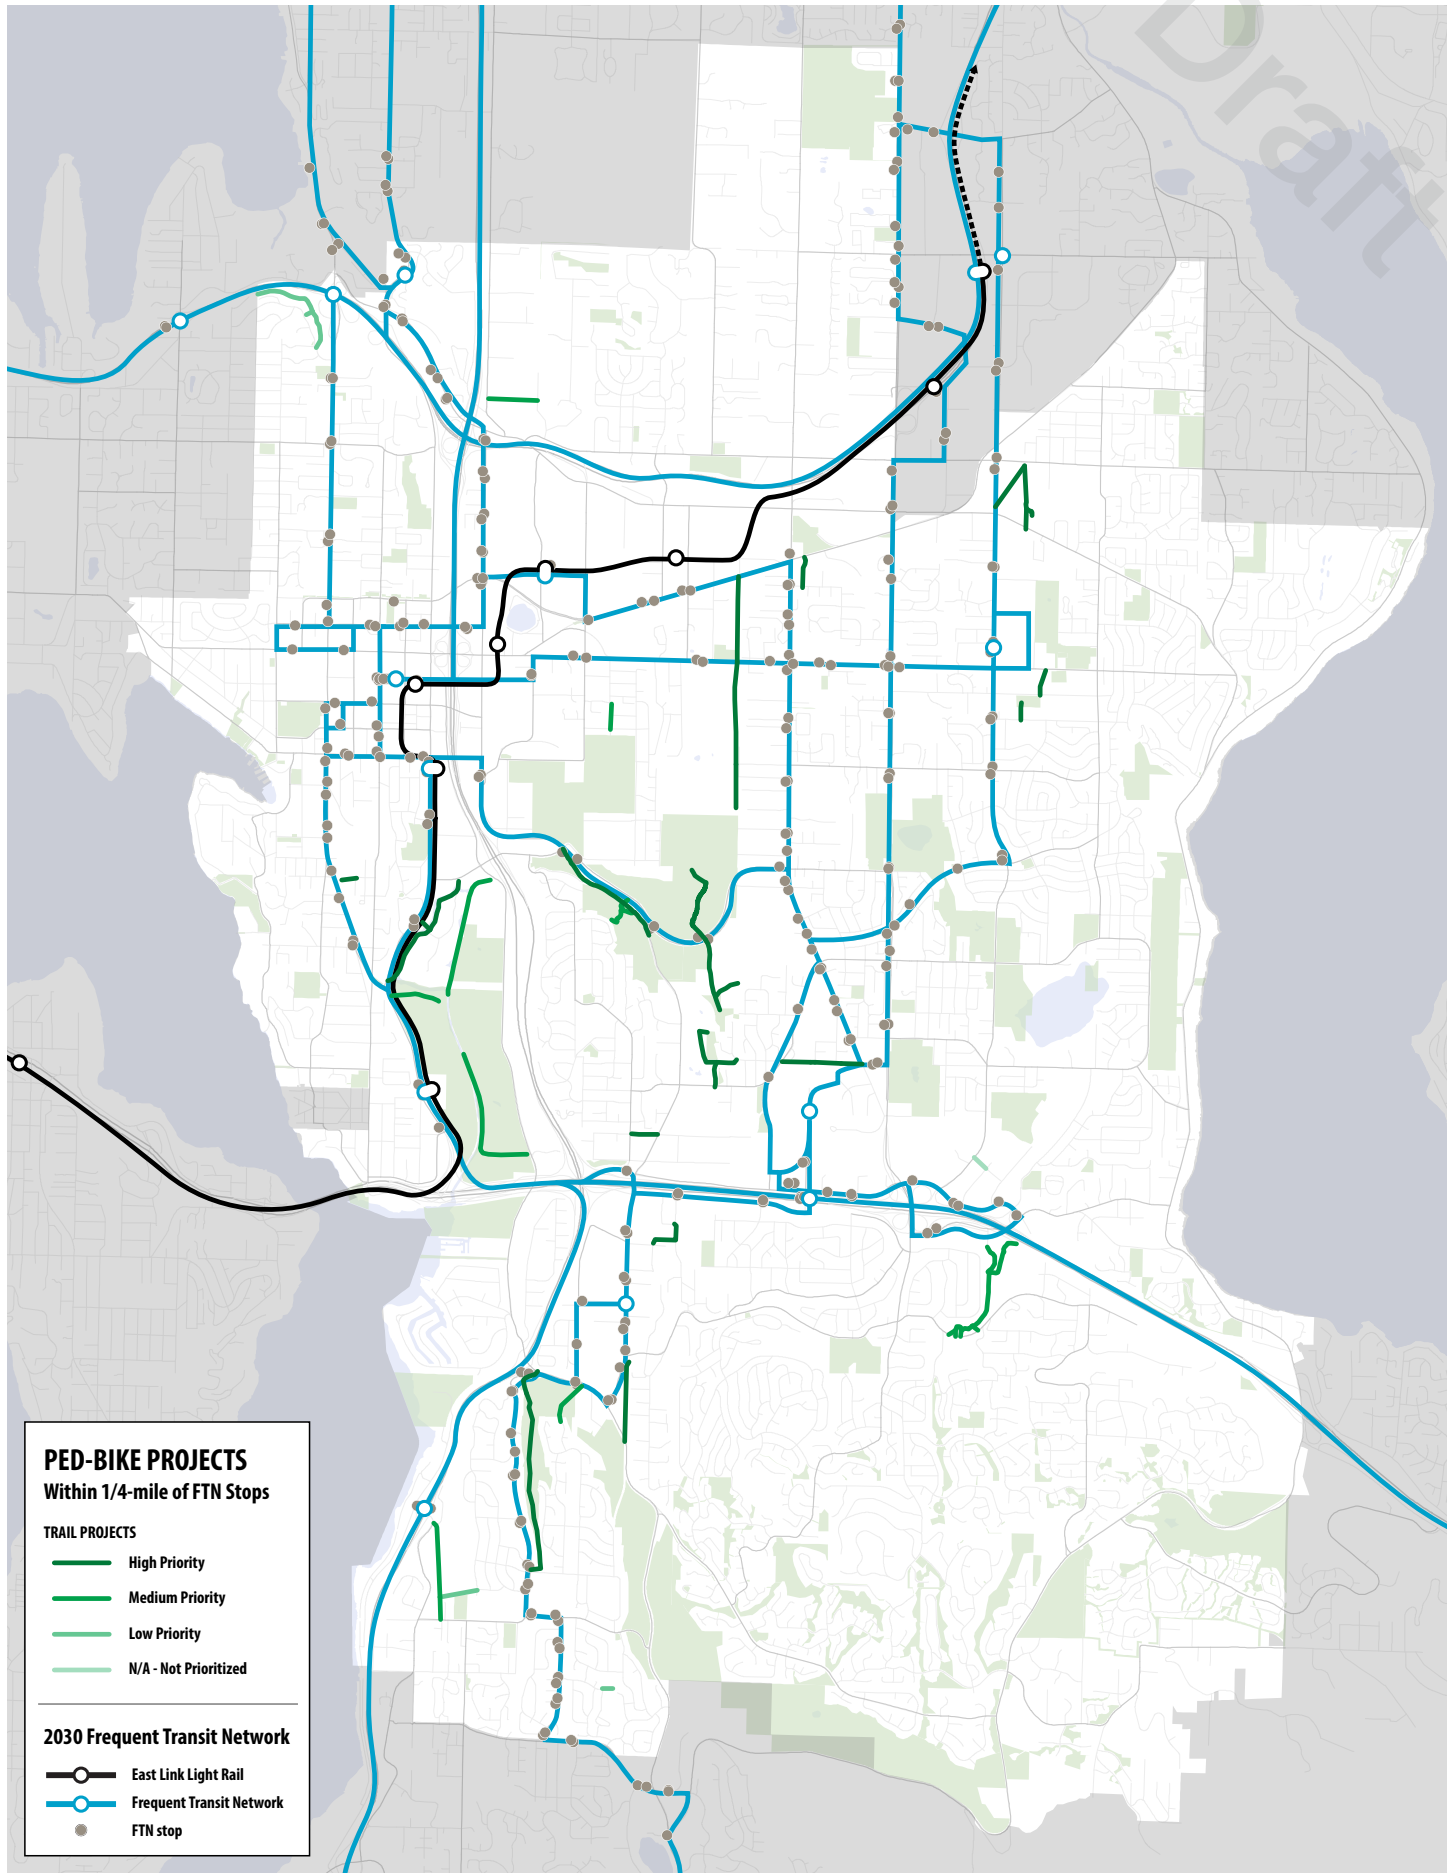 Draft
PED-BIKE PROJECTS
Within 1/4-mile of FTN Stops
TRAIL PROJECTS
High Priority
Medium Priority
Low Priority
N/A - Not Prioritized
2030 Frequent Transit Network
East Link Light Rail
Frequent Transit Network
FTN stop